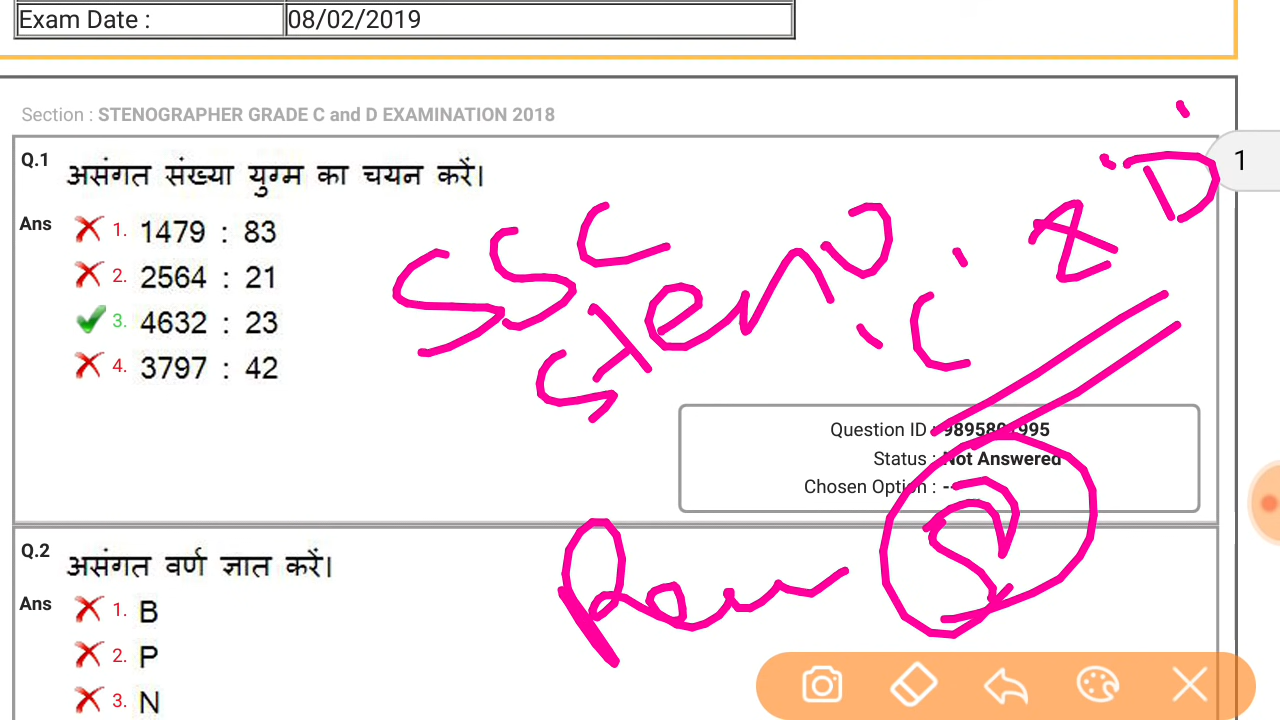 Exam Date : 08/02/2019
Section : STENOGRAPHER GRADE C and D EXAMINATION 2018
1
Q.1 असंगत संख्या युग्म का चयन करें।
Ans 1. 1479 : 83
2. 2564 : 21
3. 4632 : 23
4. 3797 : 42
SSC
Steno 'C' & 'D'
Question ID :
Status : Not Answered
Chosen Option : --
Q.2 असंगत वर्ण ज्ञात करें।
Ans 1. B
2. P
3. N